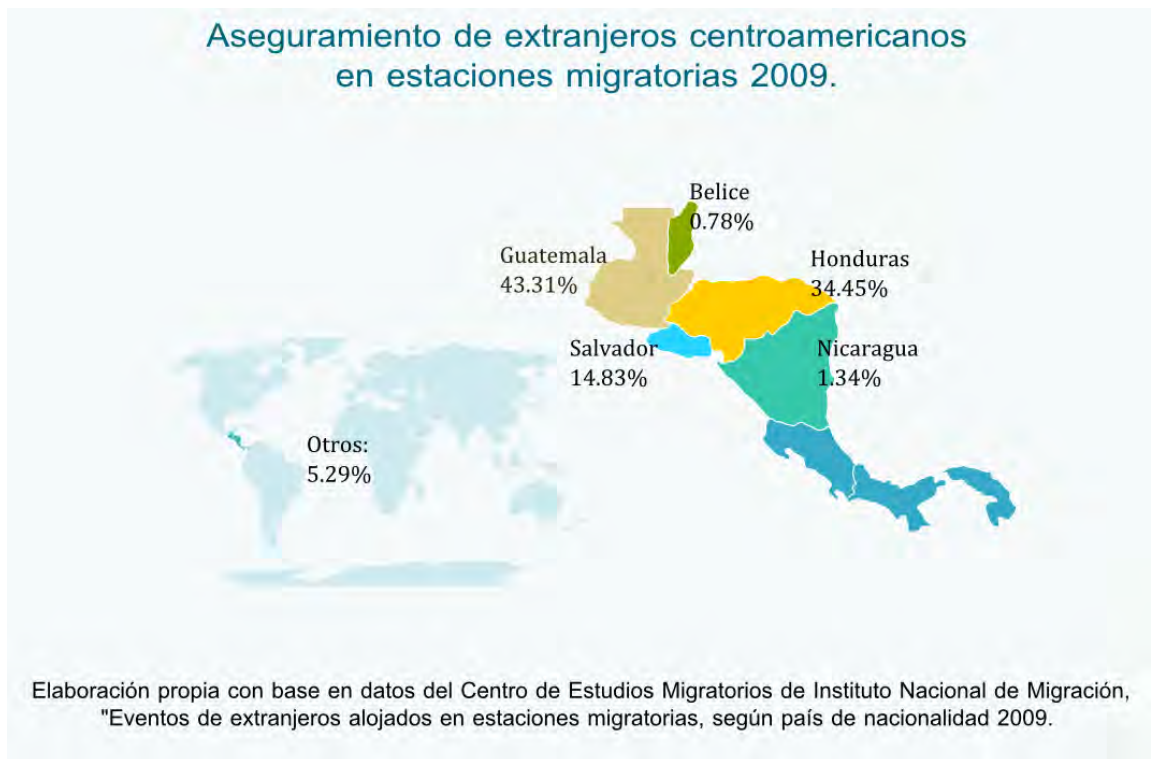 Aseguramiento de extranjeros centroamericanos
en estaciones migratorias 2009.
Belice
0.78%
Guatemala
43.31%
Honduras
34.45%
Salvador
14.83%
Nicaragua
1.34%
Otros:
5.29%
Elaboración propia con base en datos del Centro de Estudios Migratorios de Instituto Nacional de Migración,
"Eventos de extranjeros alojados en estaciones migratorias, según país de nacionalidad 2009.